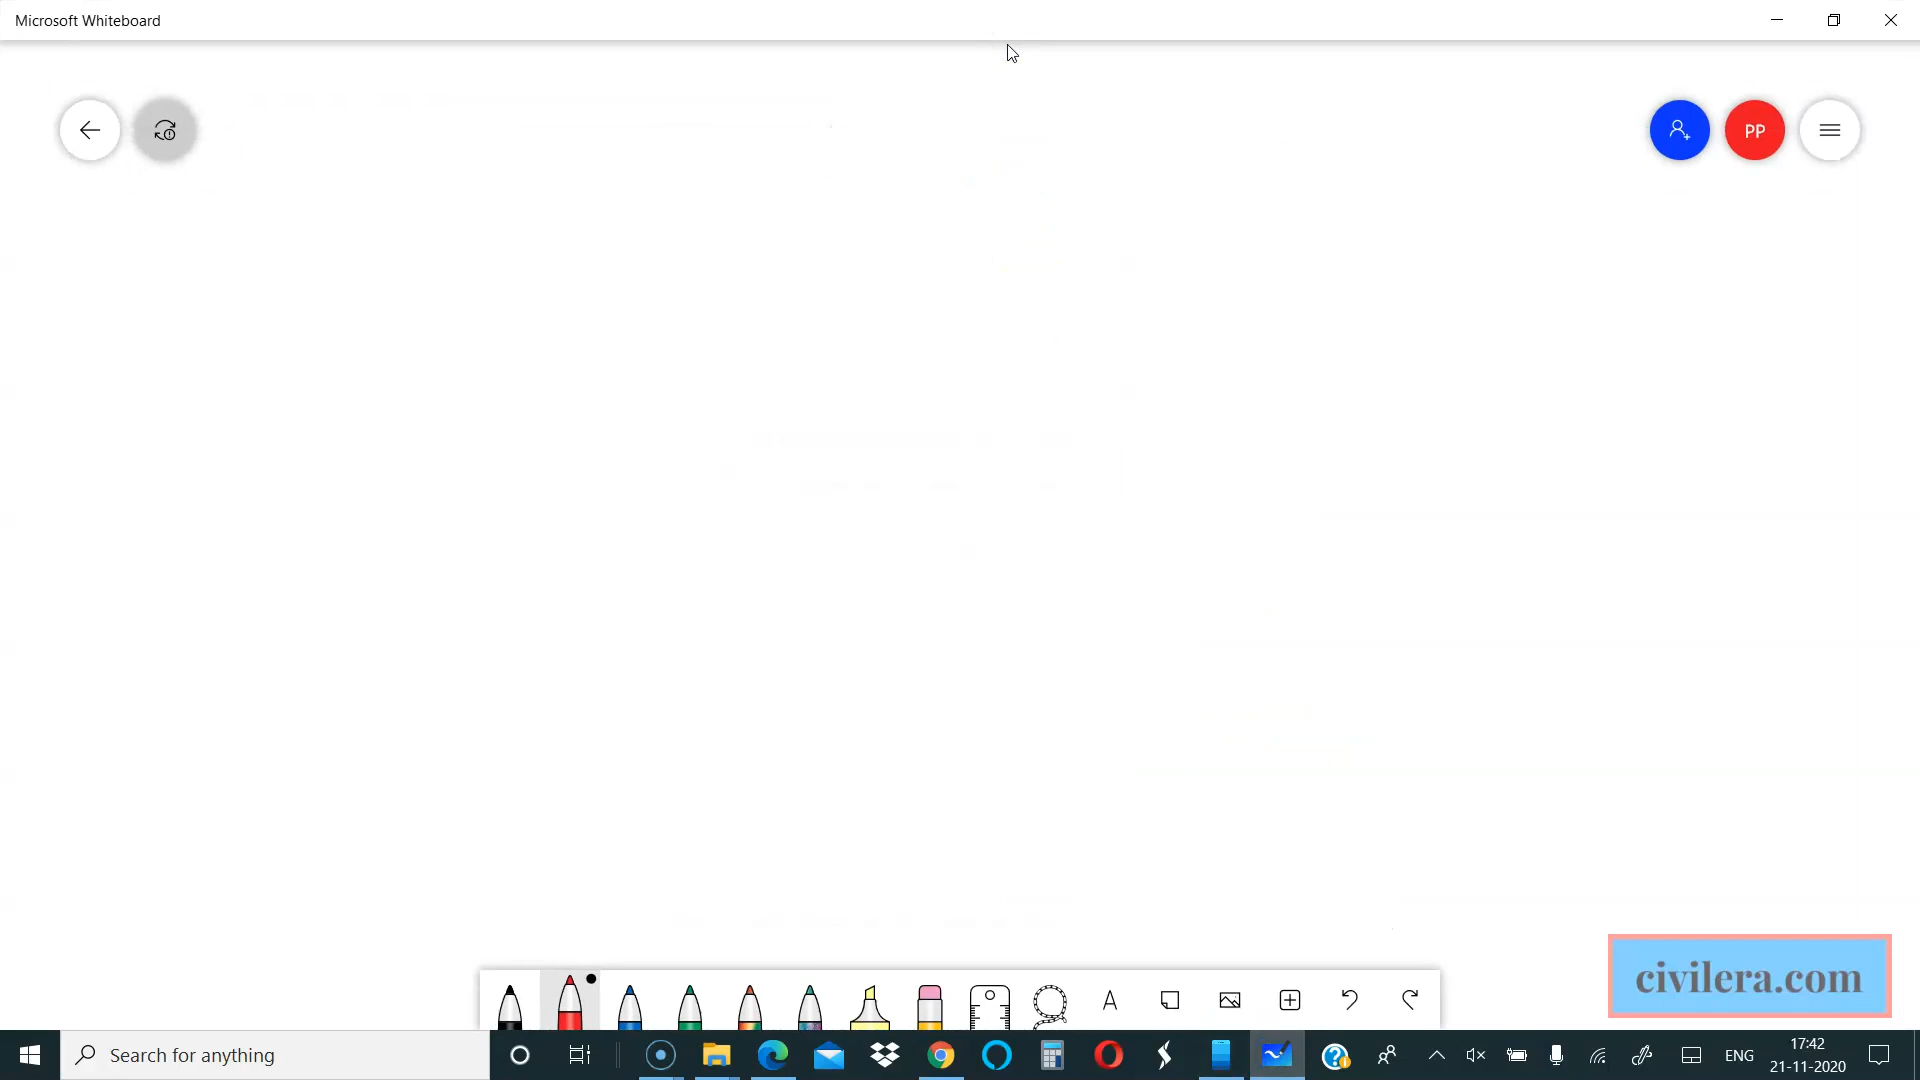 Microsoft Whiteboard
PP
A
civilera.com
Search for anything
ENG
17:42
21-11-2020